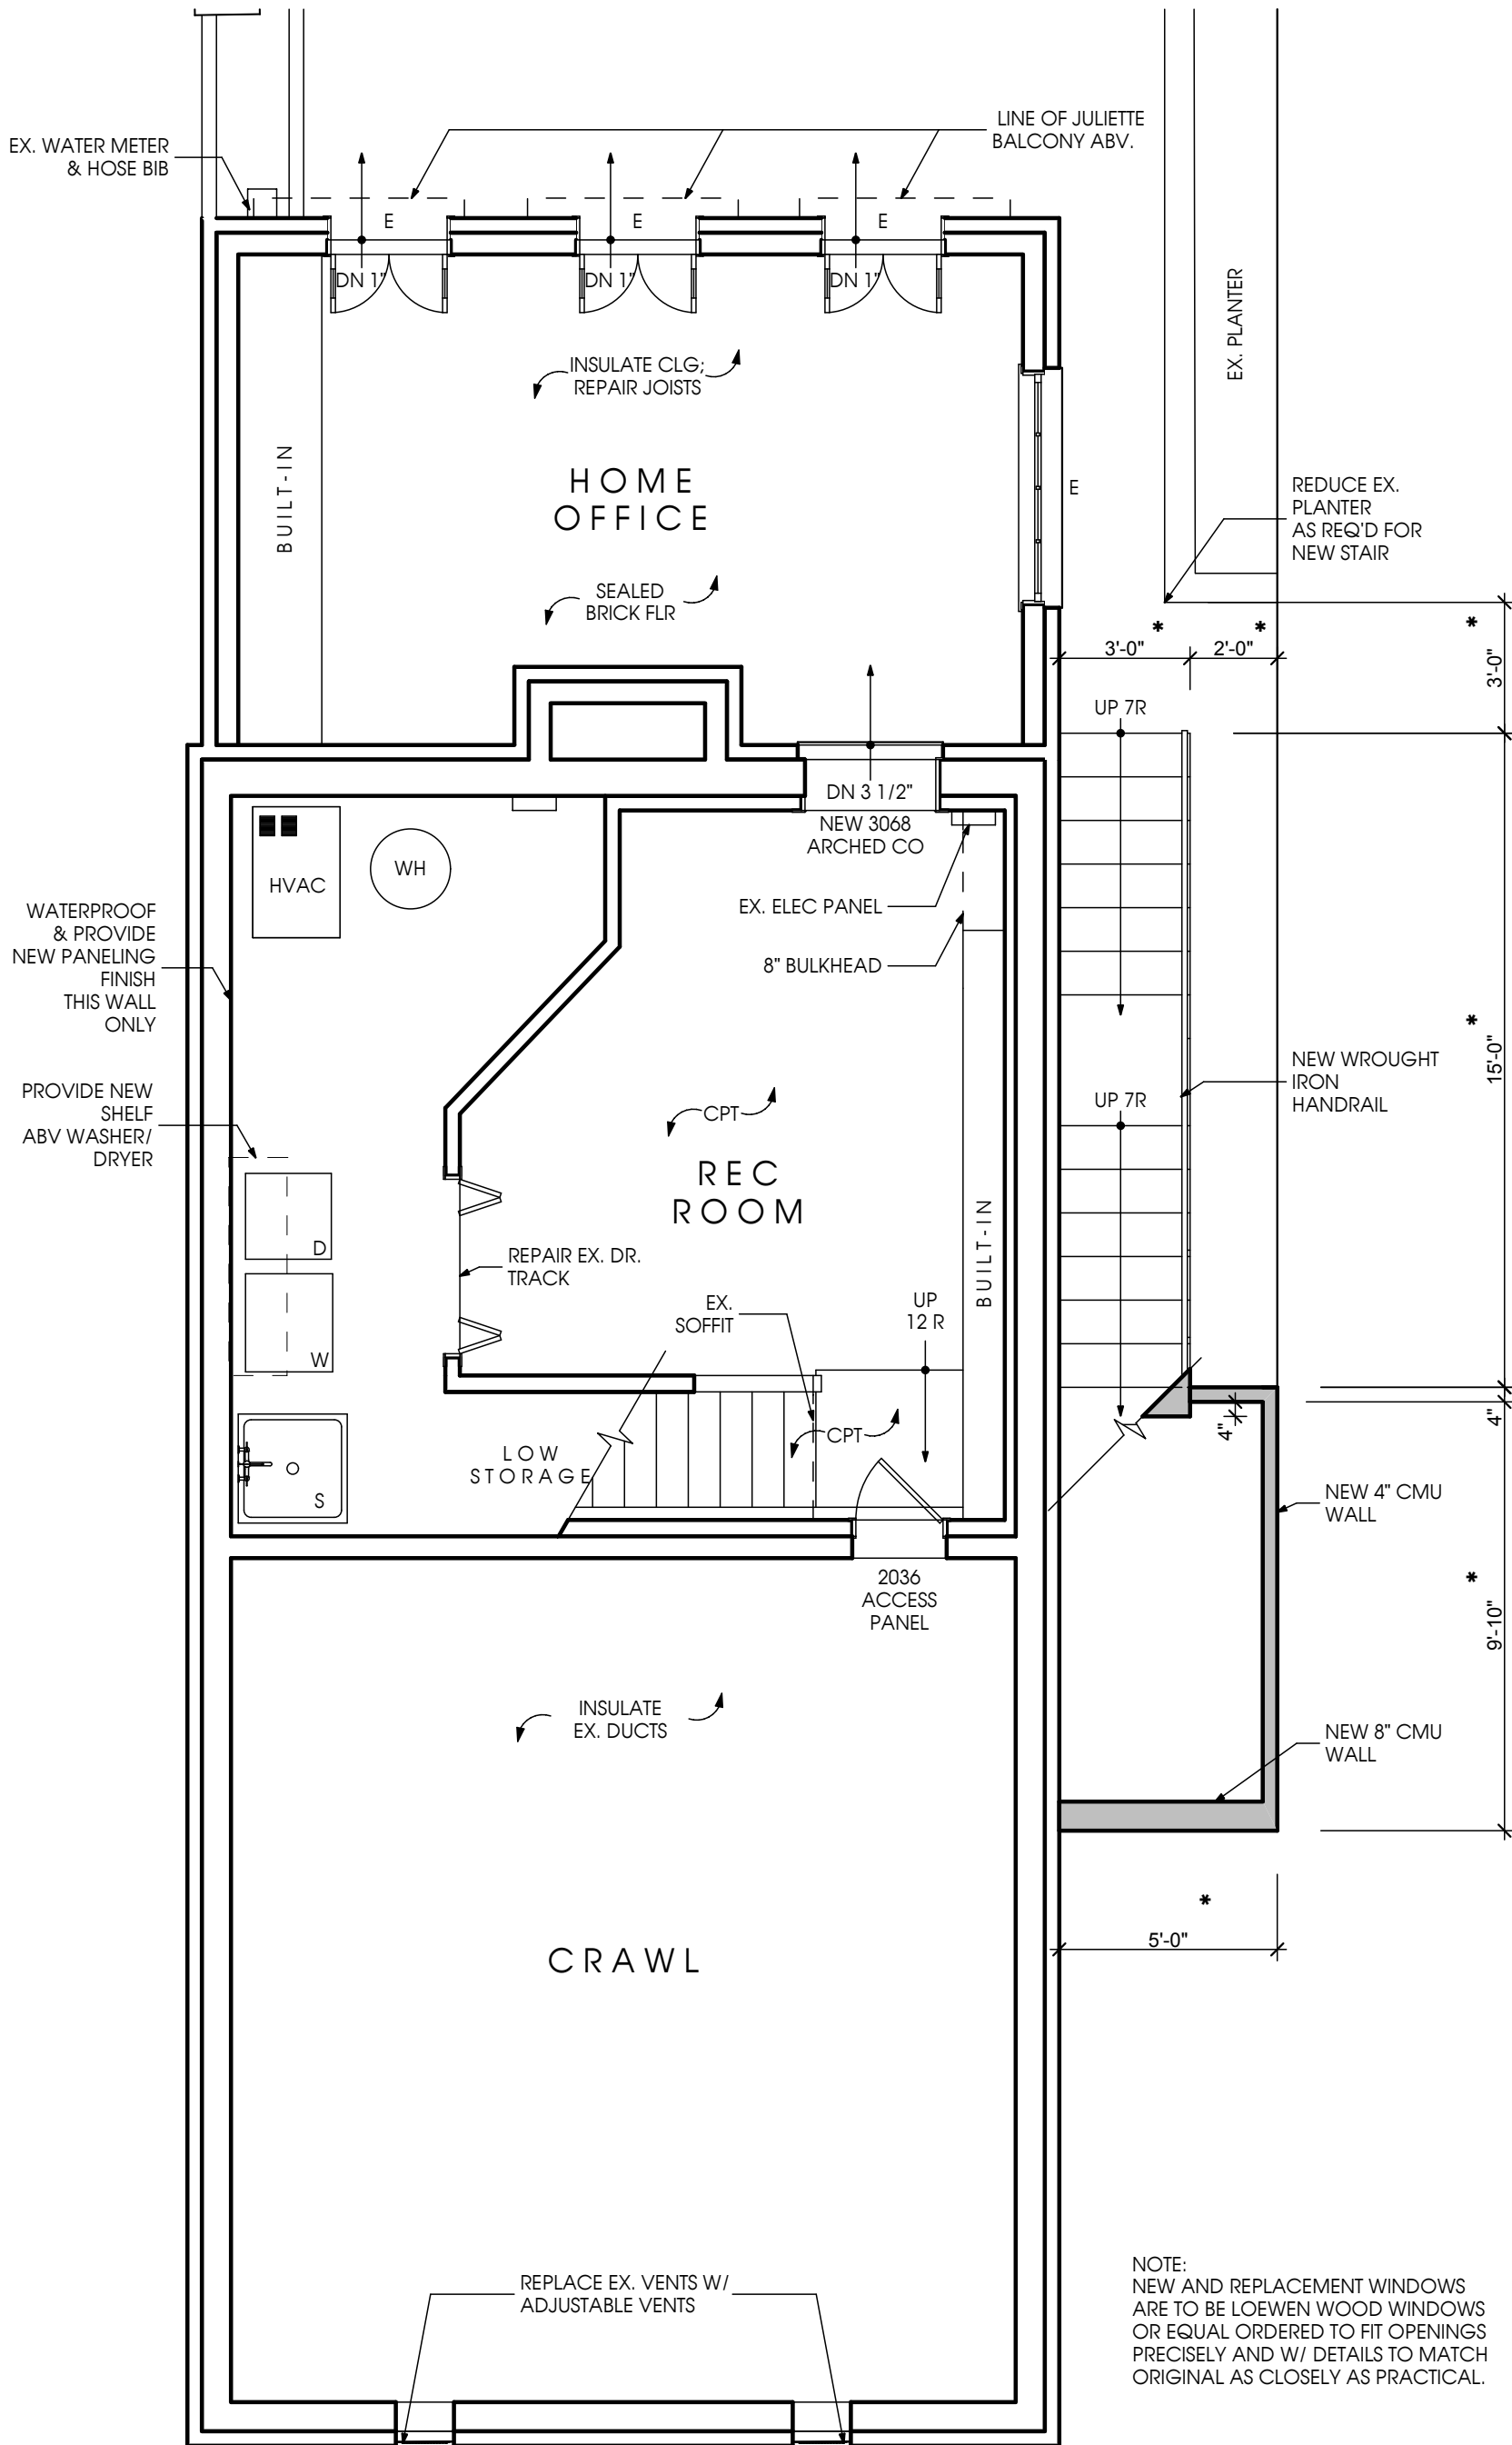 LINE OF JULIETTE
BALCONY ABV.
EX. WATER METER
& HOSE BIB
E
E
E
DN 1"
DN 1"
DN 1"
EX. PLANTER
INSULATE CLG;
REPAIR JOISTS
BUILT-IN
HOME
OFFICE
E
REDUCE EX.
PLANTER
AS REQ'D FOR
NEW STAIR
SEALED
BRICK FLR
*
*
*
3'-0"
2'-0"
3'-0"
UP 7R
DN 3 1/2"
NEW 3068
ARCHED CO
HVAC
WH
EX. ELEC PANEL
8" BULKHEAD
WATERPROOF
& PROVIDE
NEW PANELING
FINISH
THIS WALL
ONLY
*
15'-0"
NEW WROUGHT
IRON
HANDRAIL
PROVIDE NEW
SHELF
ABV WASHER/
DRYER
CPT
UP 7R
REC
ROOM
BUILT-IN
D
REPAIR EX. DR.
TRACK
W
EX.
SOFFIT
UP
12 R
4"
4"
CPT
LOW
STORAGE
S
NEW 4" CMU
WALL
2036
ACCESS
PANEL
*
9'-10"
INSULATE
EX. DUCTS
NEW 8" CMU
WALL
*
5'-0"
CRAWL
REPLACE EX. VENTS W/
ADJUSTABLE VENTS
NOTE:
NEW AND REPLACEMENT WINDOWS
ARE TO BE LOEWEN WOOD WINDOWS
OR EQUAL ORDERED TO FIT OPENINGS
PRECISELY AND W/ DETAILS TO MATCH
ORIGINAL AS CLOSELY AS PRACTICAL.